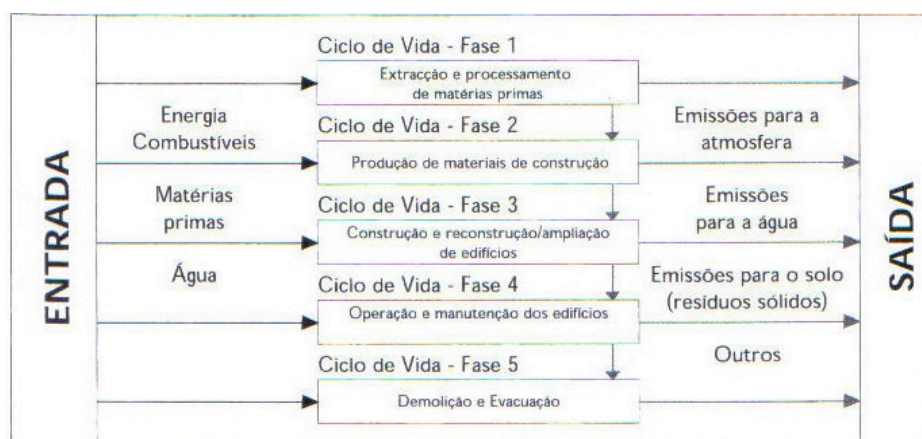 ENTRADA
Energia
Combustíveis
Matérias
primas
Água
Ciclo de Vida - Fase 1
Extracção e processamento
de matérias primas
Ciclo de Vida - Fase 2
Produção de materiais de construção
Ciclo de Vida - Fase 3
Construção e reconstrução/ampliação
de edifícios
Ciclo de Vida - Fase 4
Operação e manutenção dos edifícios
Ciclo de Vida - Fase 5
Demolição e Evacuação
Emissões para a
atmosfera
Emissões
para a água
Emissões para o solo
(resíduos sólidos)
Outros
SAÍDA